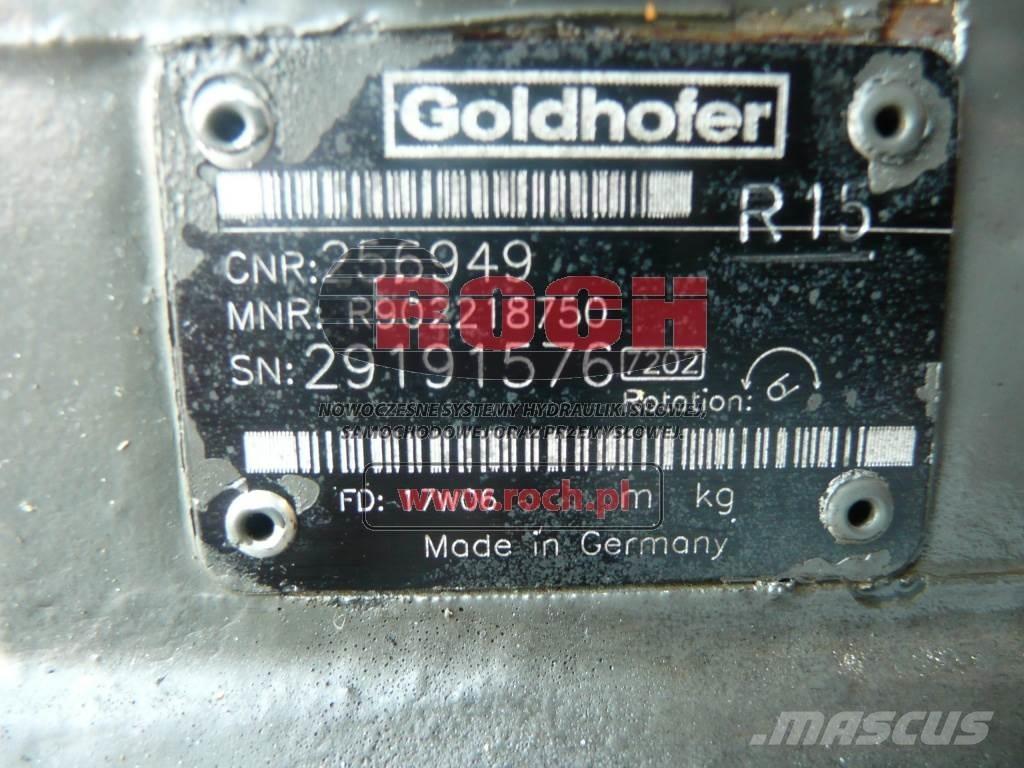 Goldhofer
R15
CNR: 256949
ROCH
MNR: R902218750
SN: 29191576 7202
Rotation:
NOWOCZESNE SYSTEMY HYDRAULIKI SIŁOWEJ,
SAMOCHODOWEJ ORAZ PRZEMYSŁOWEJ.
FD: 17W06 m kg
www.roch.pl
Made in Germany
MASCUS